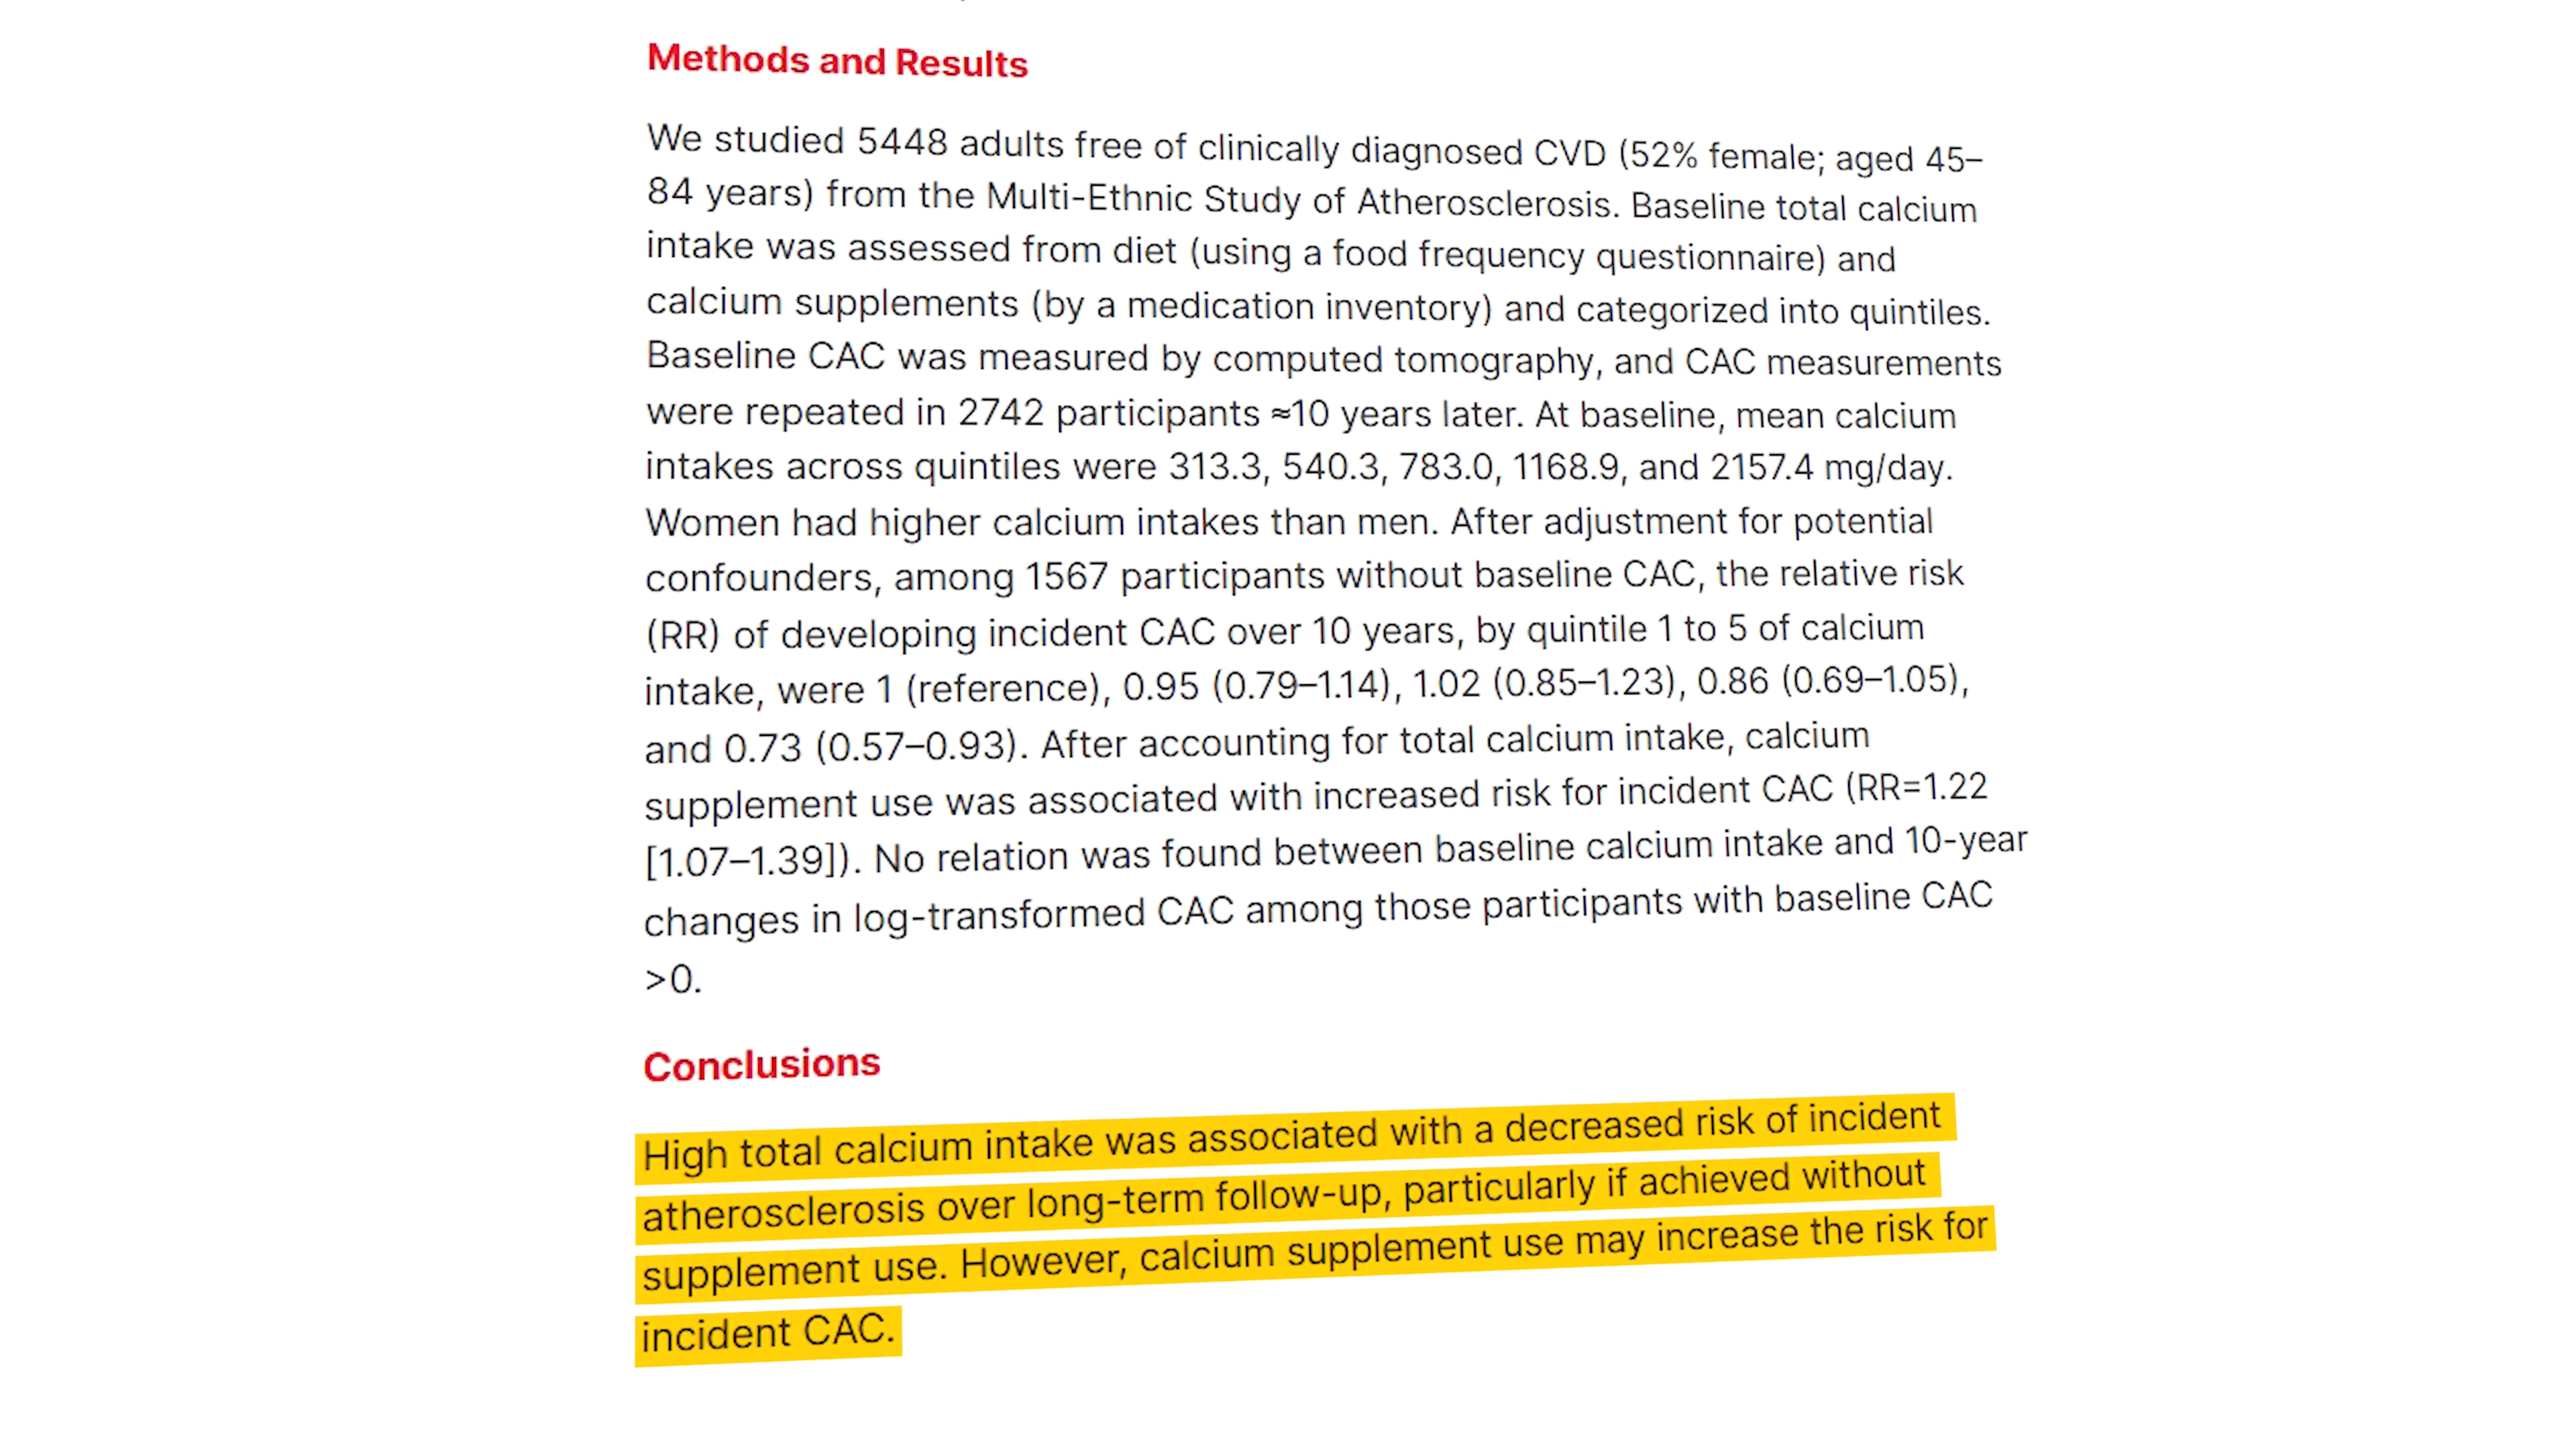 Methods and Results
We studied 5448 adults free of clinically diagnosed CVD (52% female; aged 45–
84 years) from the Multi-Ethnic Study of Atherosclerosis. Baseline total calcium
intake was assessed from diet (using a food frequency questionnaire) and
calcium supplements (by a medication inventory) and categorized into quintiles.
Baseline CAC was measured by computed tomography, and CAC measurements
were repeated in 2742 participants ≈10 years later. At baseline, mean calcium
intakes across quintiles were 313.3, 540.3, 783.0, 1168.9, and 2157.4 mg/day.
Women had higher calcium intakes than men. After adjustment for potential
confounders, among 1567 participants without baseline CAC, the relative risk
(RR) of developing incident CAC over 10 years, by quintile 1 to 5 of calcium
intake, were 1 (reference), 0.95 (0.79–1.14), 1.02 (0.85–1.23), 0.86 (0.69–1.05),
and 0.73 (0.57–0.93). After accounting for total calcium intake, calcium
supplement use was associated with increased risk for incident CAC (RR=1.22
[1.07–1.39]). No relation was found between baseline calcium intake and 10-year
changes in log-transformed CAC among those participants with baseline CAC
>0.
Conclusions
High total calcium intake was associated with a decreased risk of incident
atherosclerosis over long-term follow-up, particularly if achieved without
supplement use. However, calcium supplement use may increase the risk for
incident CAC.